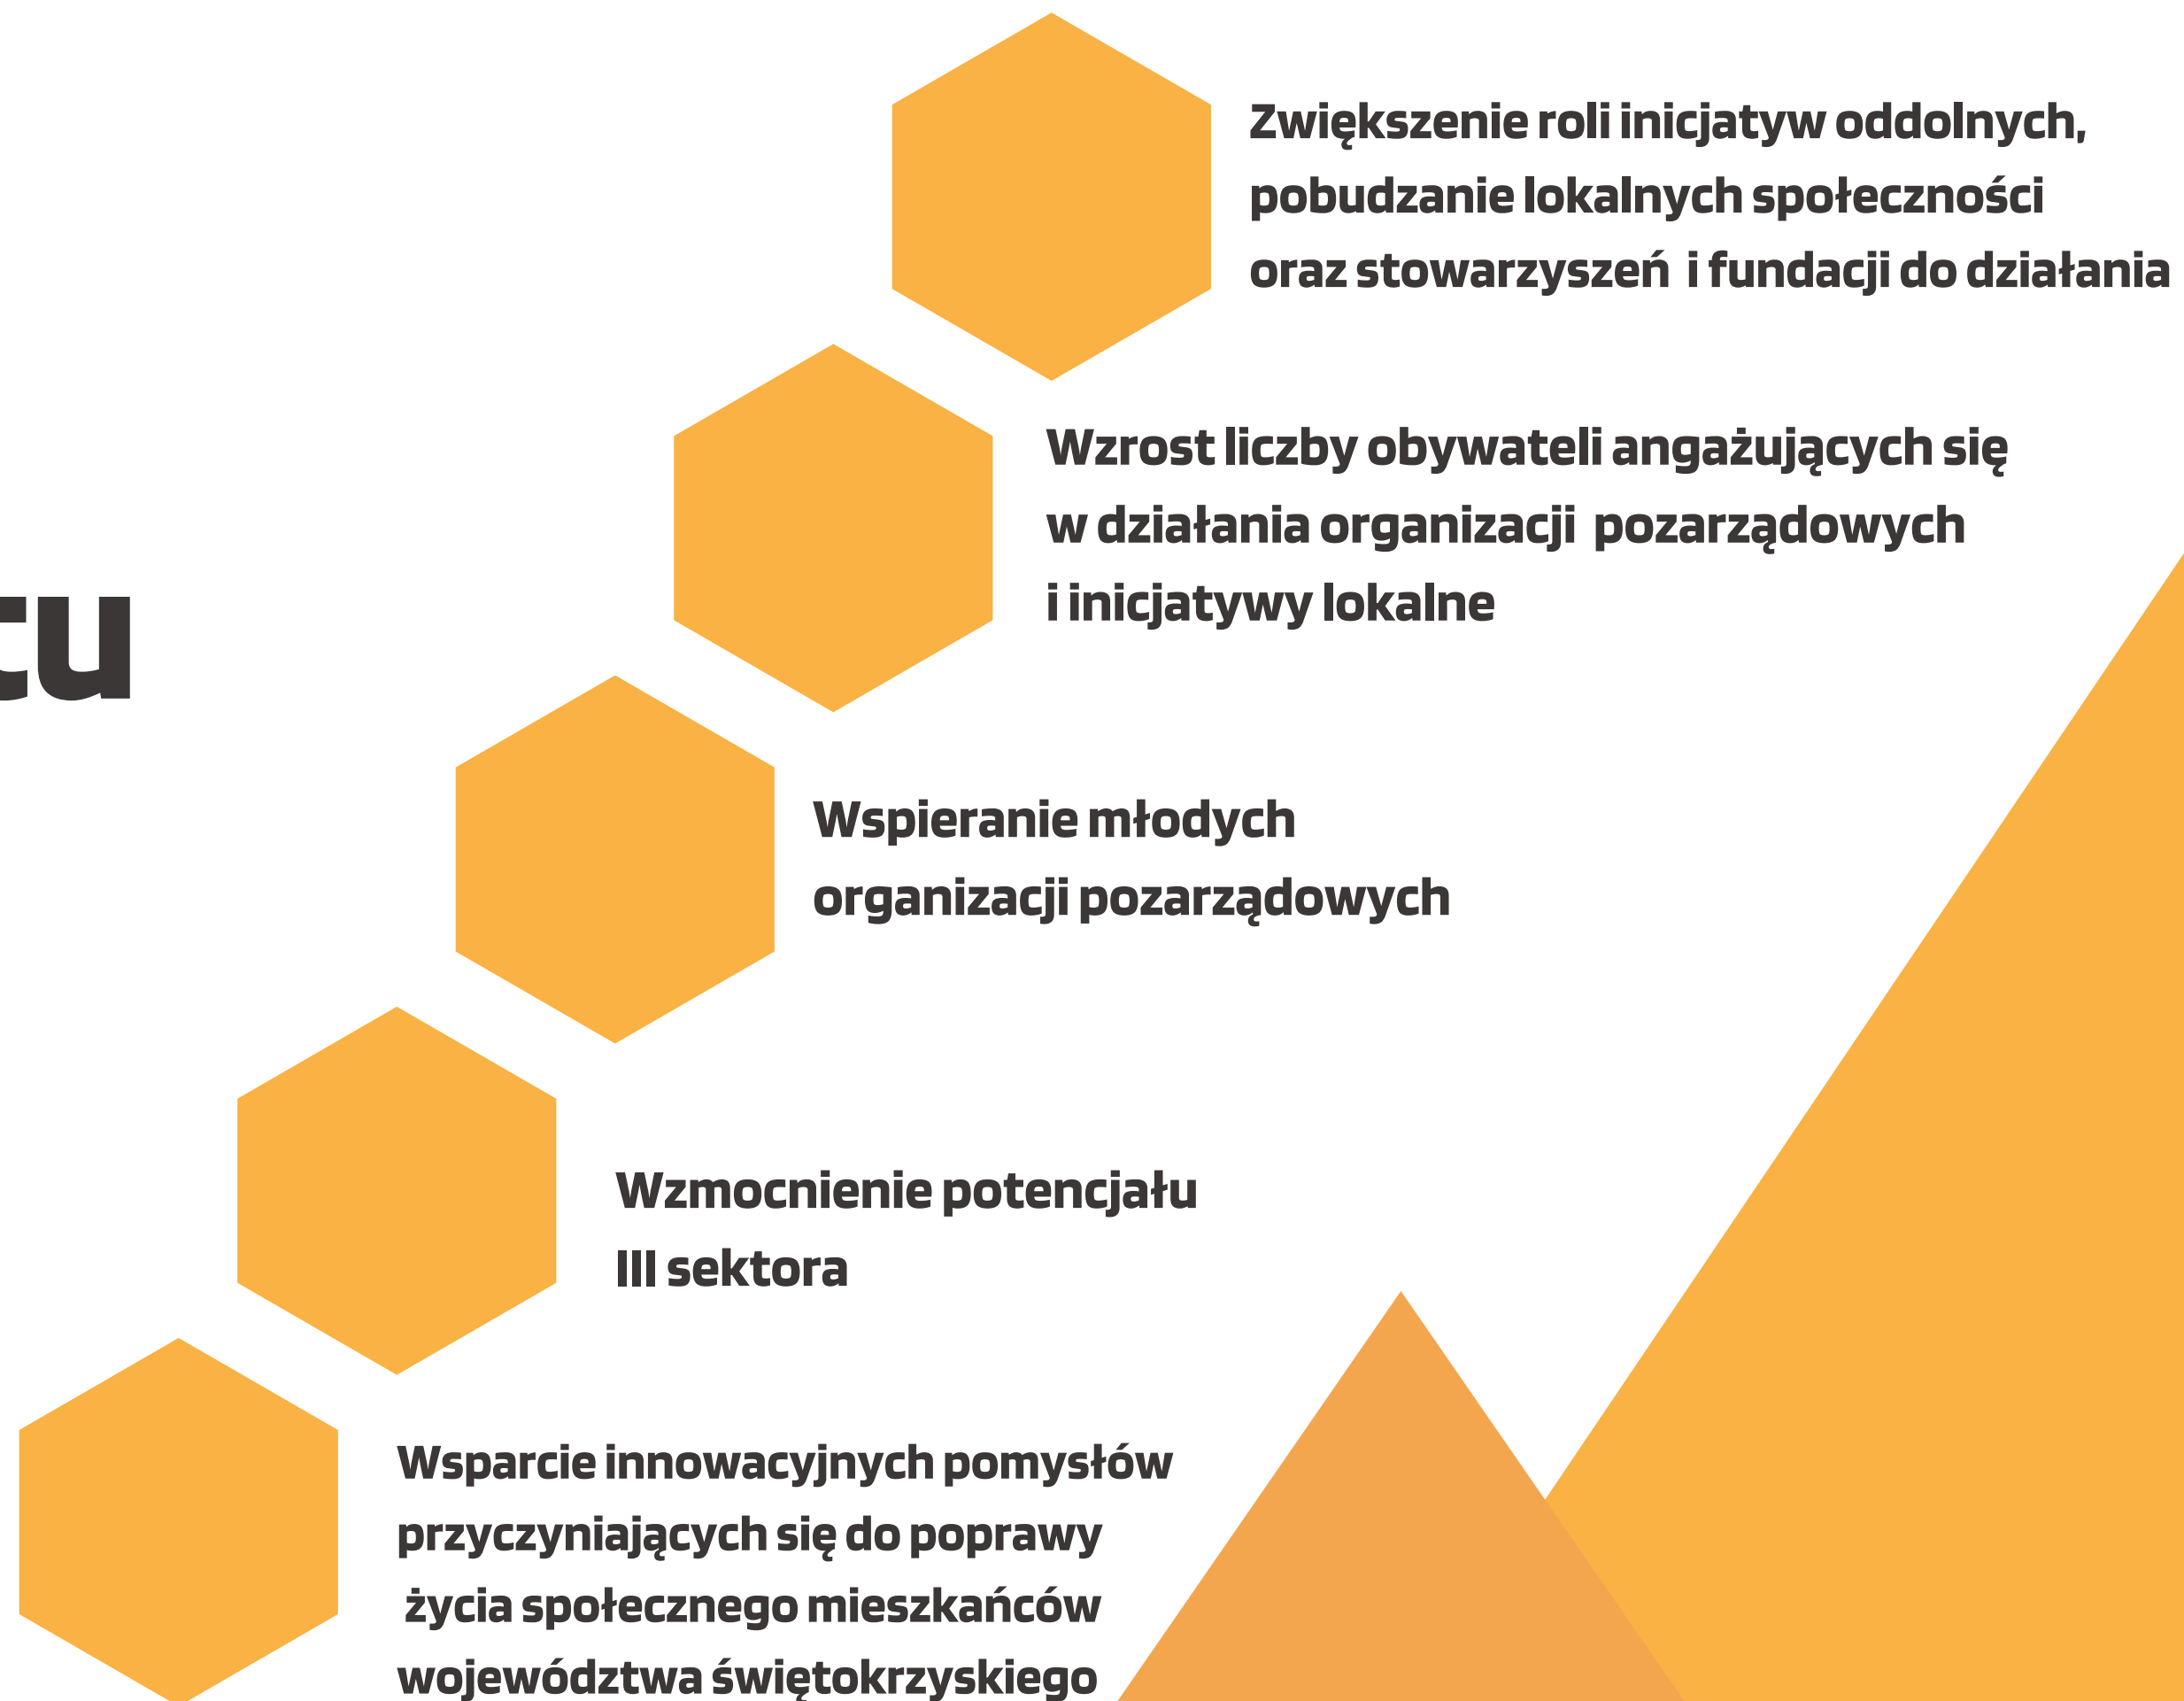 Zwiększenie roli inicjatyw oddolnych,
pobudzanie lokalnych społeczności
oraz stowarzyszeń i fundacji do działania
Wzrost liczby obywateli angażujących się
w działania organizacji pozarządowych
i inicjatywy lokalne
tu
Wspieranie młodych
organizacji pozarządowych
Wzmocnienie potencjału
III sektora
Wsparcie innowacyjnych pomysłów
przyczyniających się do poprawy
życia społecznego mieszkańców
województwa świętokrzyskiego